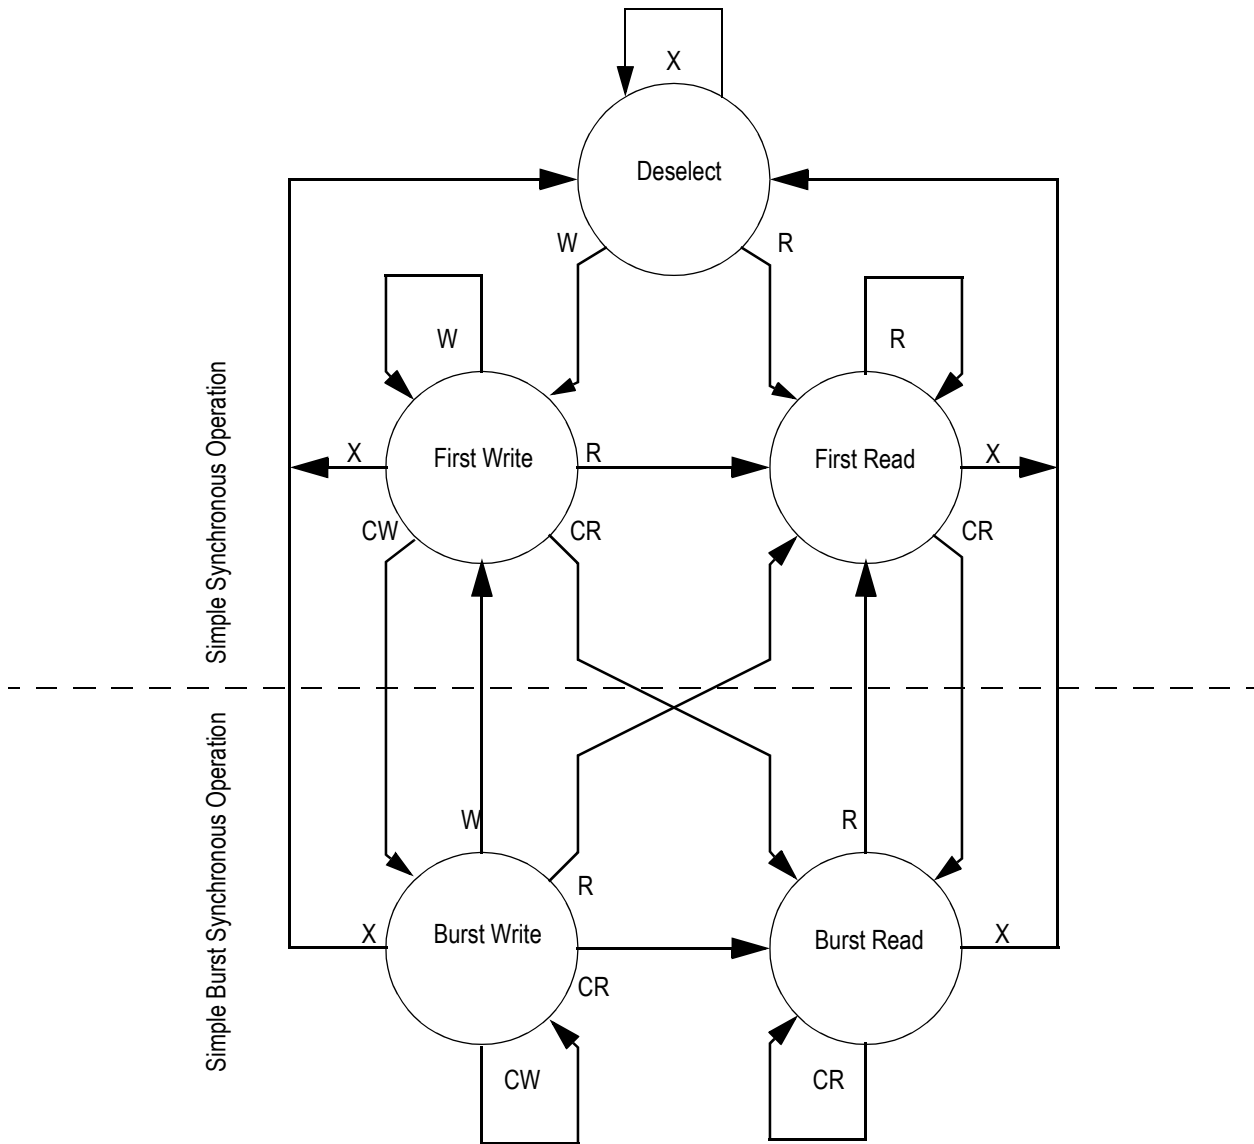 X
Deselect
W
R
W
R
X
First Write
R
First Read
X
CW
CR
CR
Simple Synchronous Operation
Simple Burst Synchronous Operation
W
R
R
X
Burst Write
Burst Read
X
CR
CW
CR